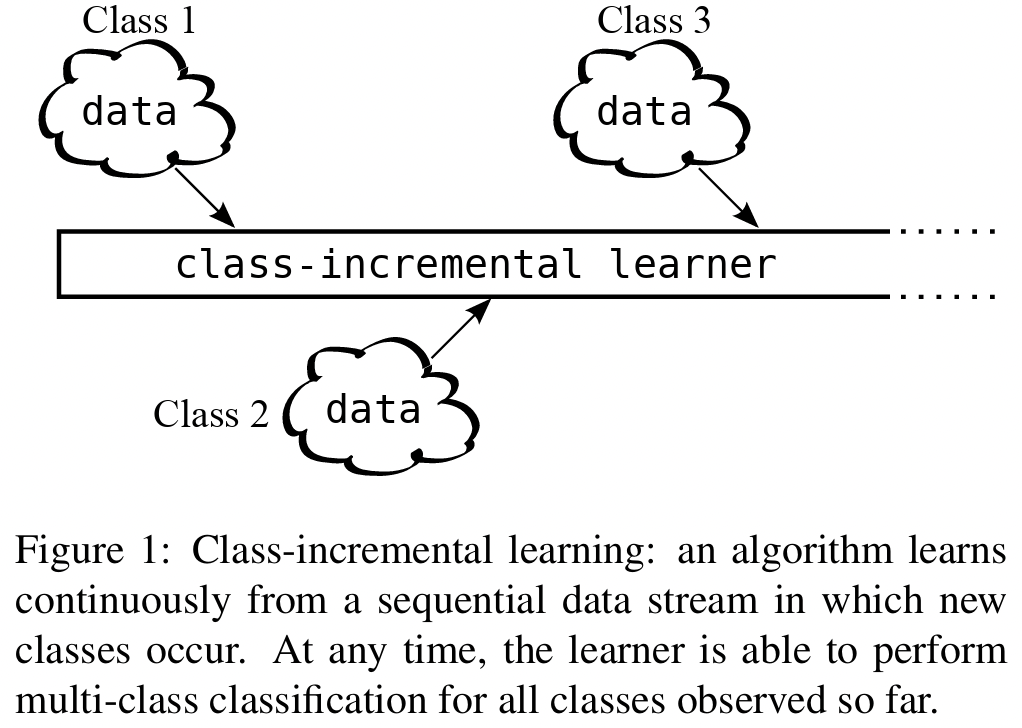 Class 1
Class 3
data
data
class-incremental learner
Class 2
data
Figure 1: Class-incremental learning: an algorithm learns
continuously from a sequential data stream in which new
classes occur. At any time, the learner is able to perform
multi-class classification for all classes observed so far.